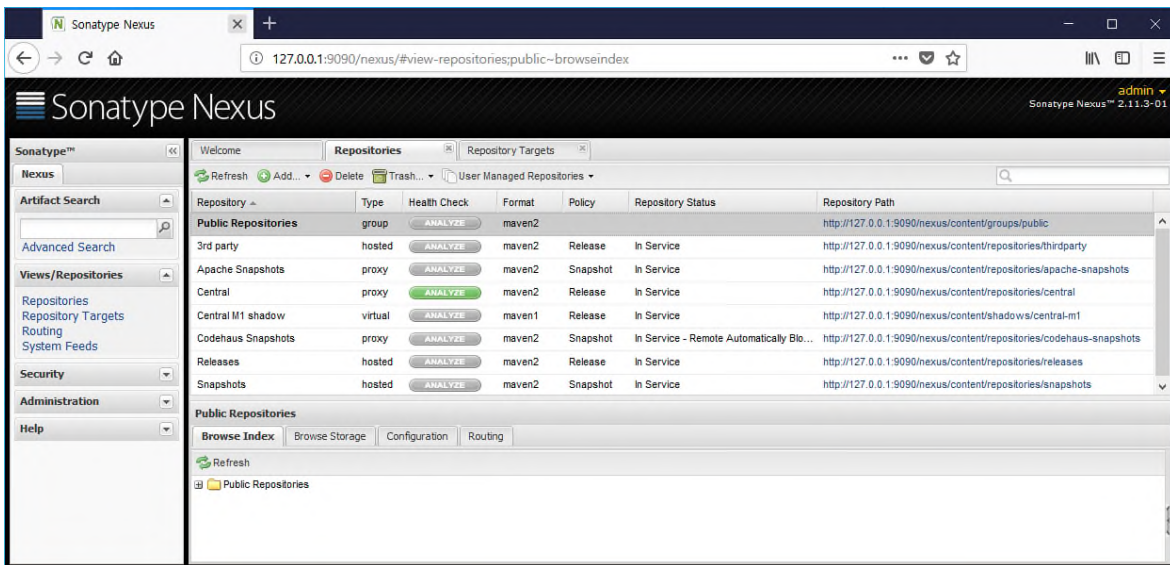 Sonatype Nexus
127.0.0.1:9090/nexus/#view-repositories;public~browseindex
Sonatype Nexus
admin
Sonatype Nexus™ 2.11.3-01
Sonatype™
Nexus
Artifact Search
Advanced Search
Views/Repositories
Repositories
Repository Targets
Routing
System Feeds
Security
Administration
Help
Welcome Repositories Repository Targets
Refresh Add... Delete Trash... User Managed Repositories
Repository Type Health Check Format Policy Repository Status Repository Path
Public Repositories group ANALYZE maven2 http://127.0.0.1:9090/nexus/content/groups/public
3rd party hosted ANALYZE maven2 Release In Service http://127.0.0.1:9090/nexus/content/repositories/thirdparty
Apache Snapshots proxy ANALYZE maven2 Snapshot In Service http://127.0.0.1:9090/nexus/content/repositories/apache-snapshots
Central proxy ANALYZE maven2 Release In Service http://127.0.0.1:9090/nexus/content/repositories/central
Central M1 shadow virtual ANALYZE maven1 Release In Service http://127.0.0.1:9090/nexus/content/shadows/central-m1
Codehaus Snapshots proxy ANALYZE maven2 Snapshot In Service - Remote Automatically Blo... http://127.0.0.1:9090/nexus/content/repositories/codehaus-snapshots
Releases hosted ANALYZE maven2 Release In Service http://127.0.0.1:9090/nexus/content/repositories/releases
Snapshots hosted ANALYZE maven2 Snapshot In Service http://127.0.0.1:9090/nexus/content/repositories/snapshots
Public Repositories
Browse Index Browse Storage Configuration Routing
Refresh
Public Repositories